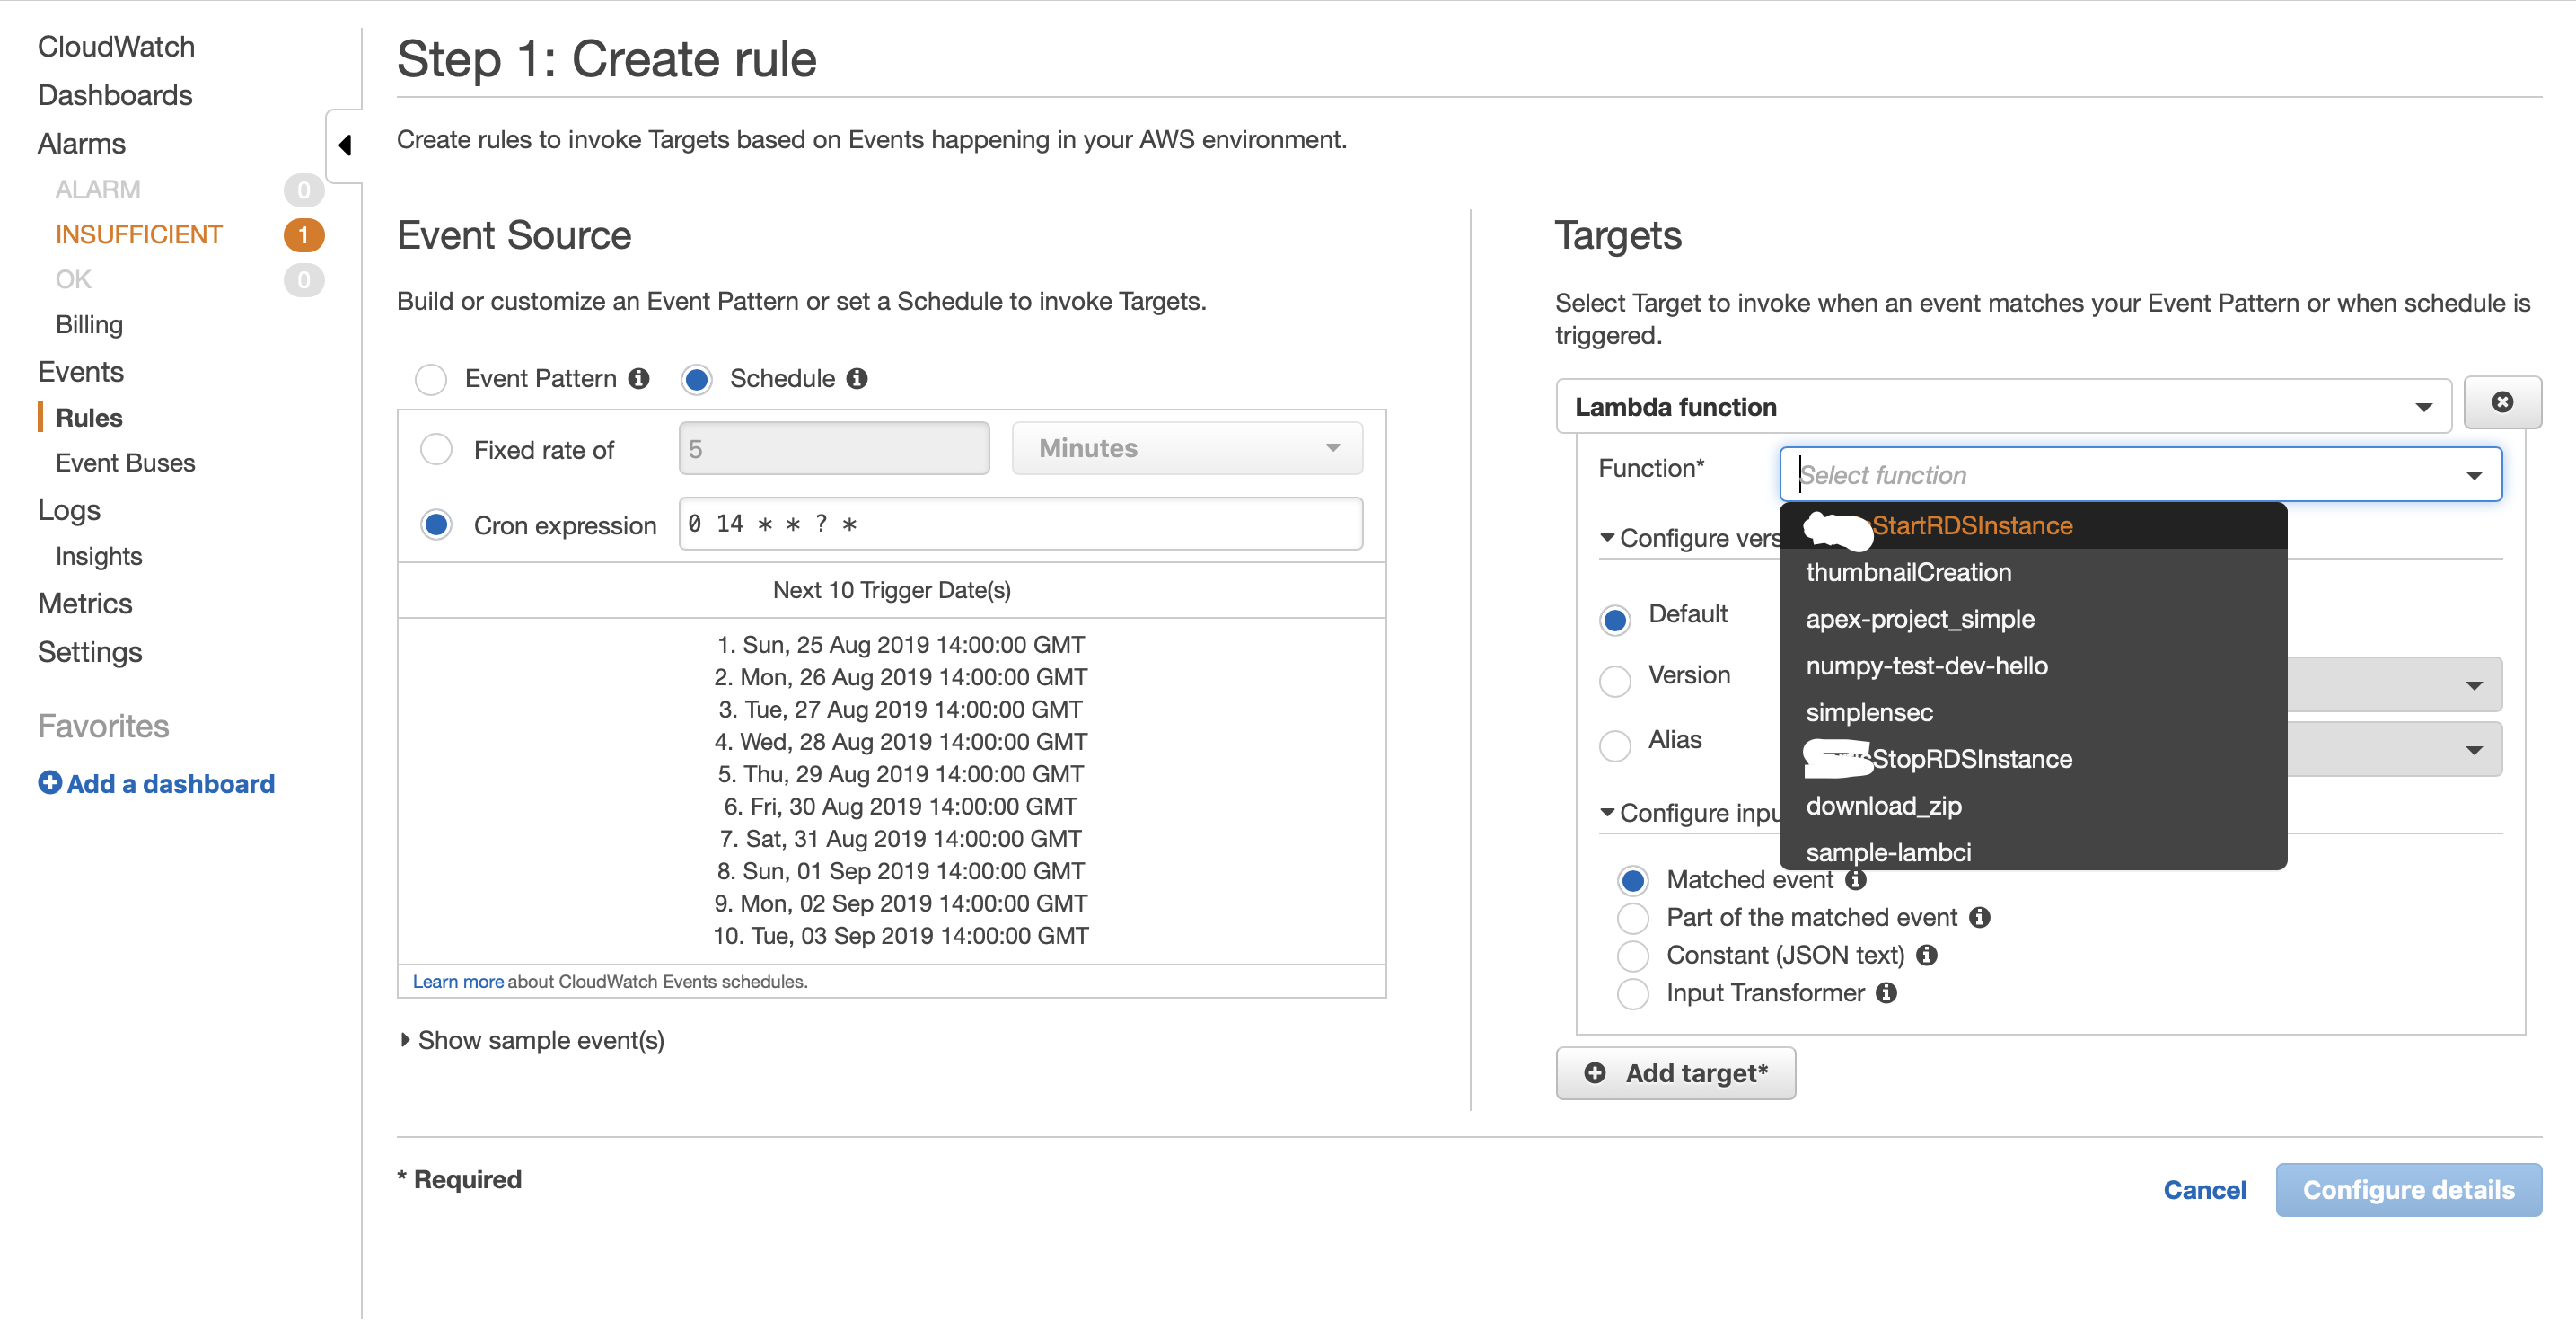 CloudWatch
Dashboards
Alarms
ALARM 0
INSUFFICIENT 1
OK 0
Billing
Events
Rules
Event Buses
Logs
Insights
Metrics
Settings
Favorites
Add a dashboard
Step 1: Create rule
Create rules to invoke Targets based on Events happening in your AWS environment.
Event Source
Build or customize an Event Pattern or set a Schedule to invoke Targets.
Event Pattern Schedule
Fixed rate of 5 Minutes
Cron expression 0 14 * * ? *
Next 10 Trigger Date(s)
1. Sun, 25 Aug 2019 14:00:00 GMT
2. Mon, 26 Aug 2019 14:00:00 GMT
3. Tue, 27 Aug 2019 14:00:00 GMT
4. Wed, 28 Aug 2019 14:00:00 GMT
5. Thu, 29 Aug 2019 14:00:00 GMT
6. Fri, 30 Aug 2019 14:00:00 GMT
7. Sat, 31 Aug 2019 14:00:00 GMT
8. Sun, 01 Sep 2019 14:00:00 GMT
9. Mon, 02 Sep 2019 14:00:00 GMT
10. Tue, 03 Sep 2019 14:00:00 GMT
Learn more about CloudWatch Events schedules.
Show sample event(s)
Targets
Select Target to invoke when an event matches your Event Pattern or when schedule is
triggered.
Lambda function
Function* Select function
StartRDSInstance
Configure vers
thumbnailCreation
Default
apex-project_simple
Version
numpy-test-dev-hello
simplensec
Alias
StopRDSInstance
Configure inpu
download_zip
sample-lambci
Matched event
Part of the matched event
Constant (JSON text)
Input Transformer
Add target*
* Required
Cancel Configure details